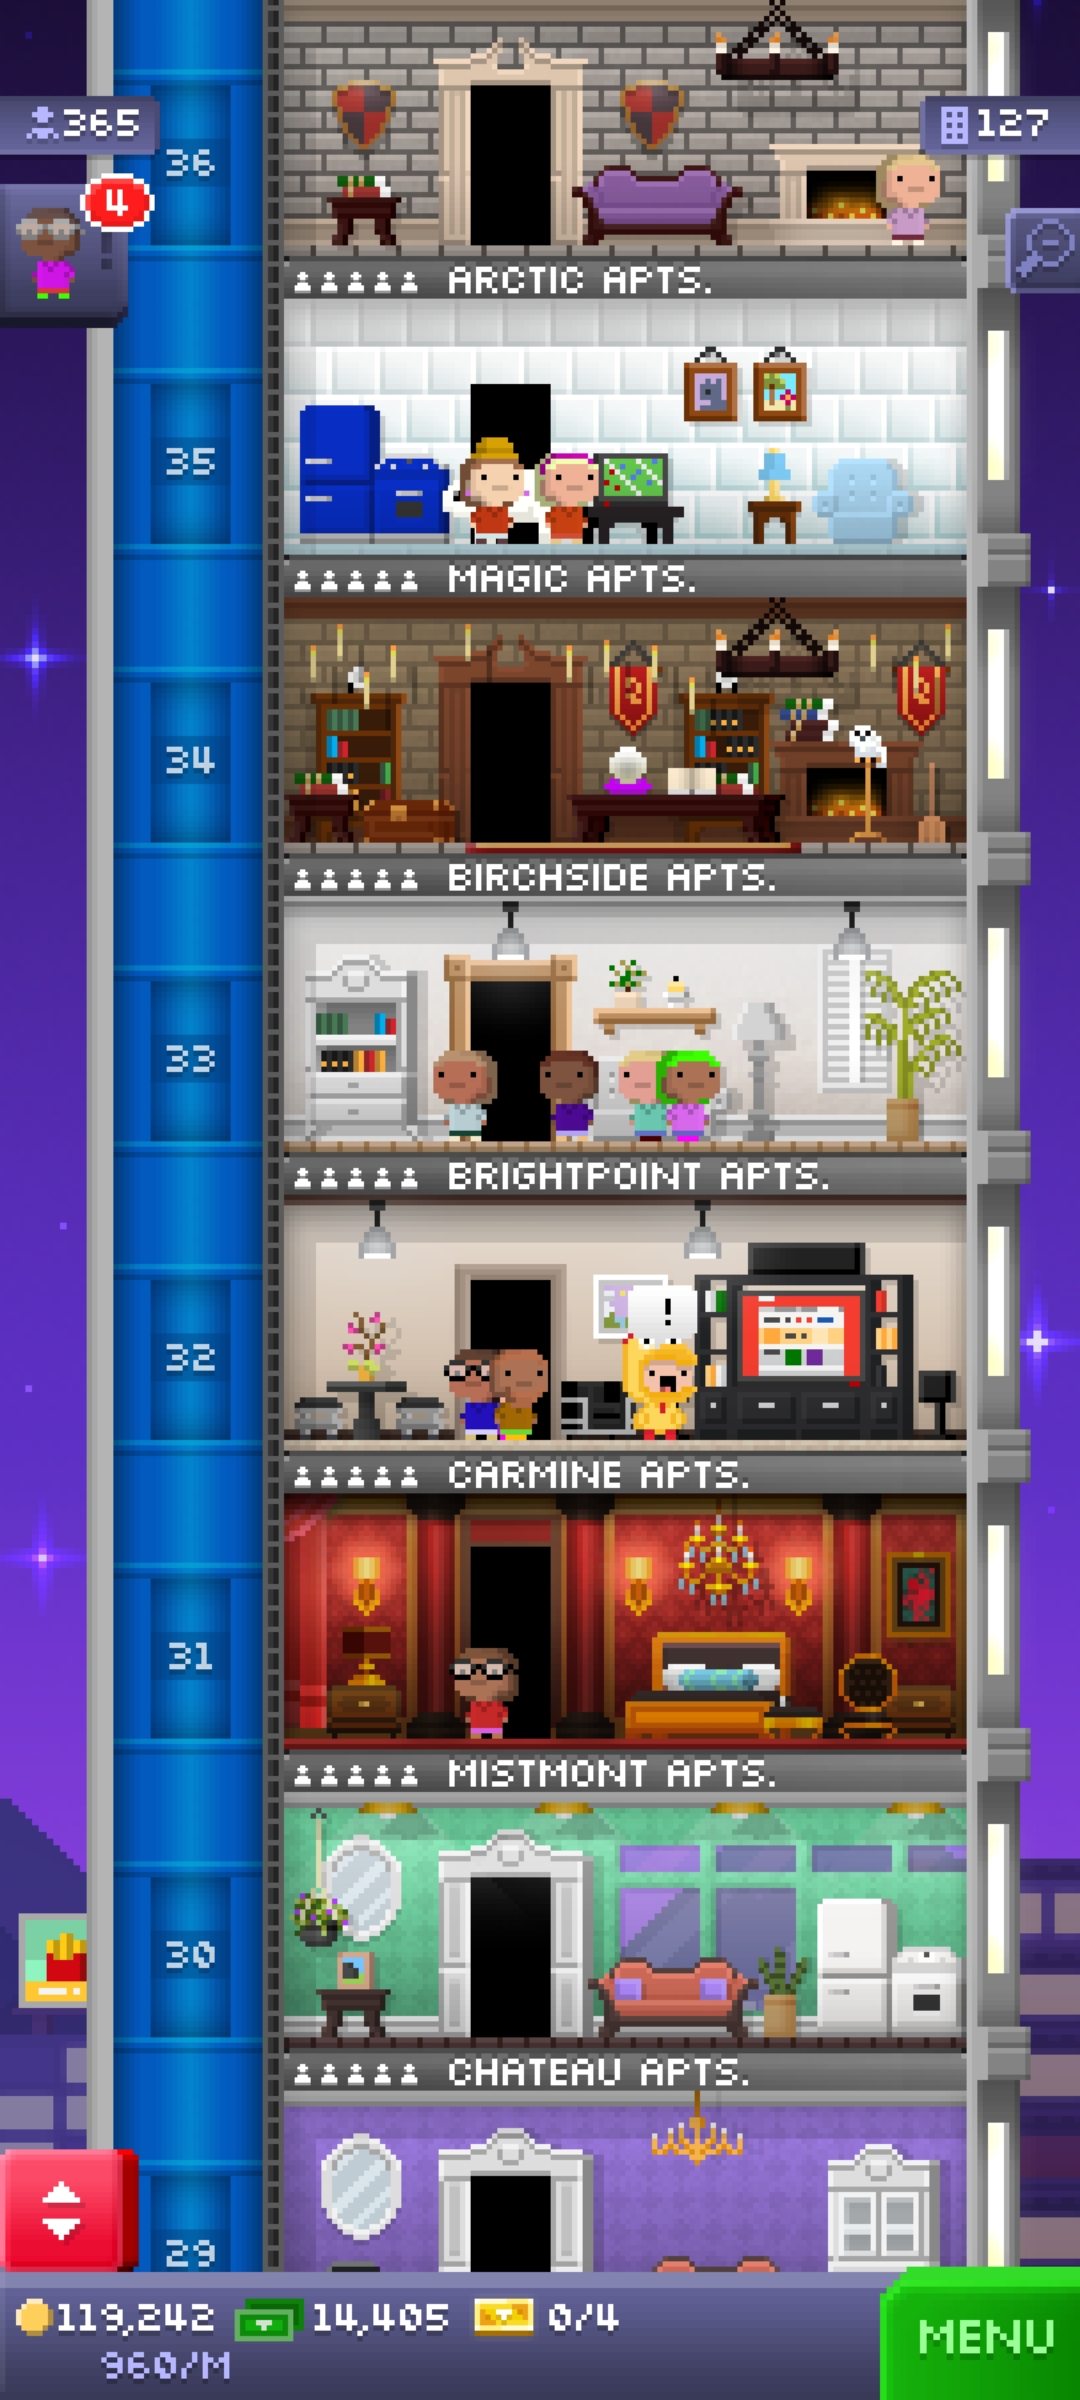 365
127
4
36
ARCTIC APTS.
35
MAGIC APTS.
34
BIRCHSIDE APTS.
33
BRIGHTPOINT APTS.
!
32
CARMINE APTS.
31
MISTMONT APTS.
30
CHATEAU APTS.
29
119,242 14,405 0/4
960/M
MENU